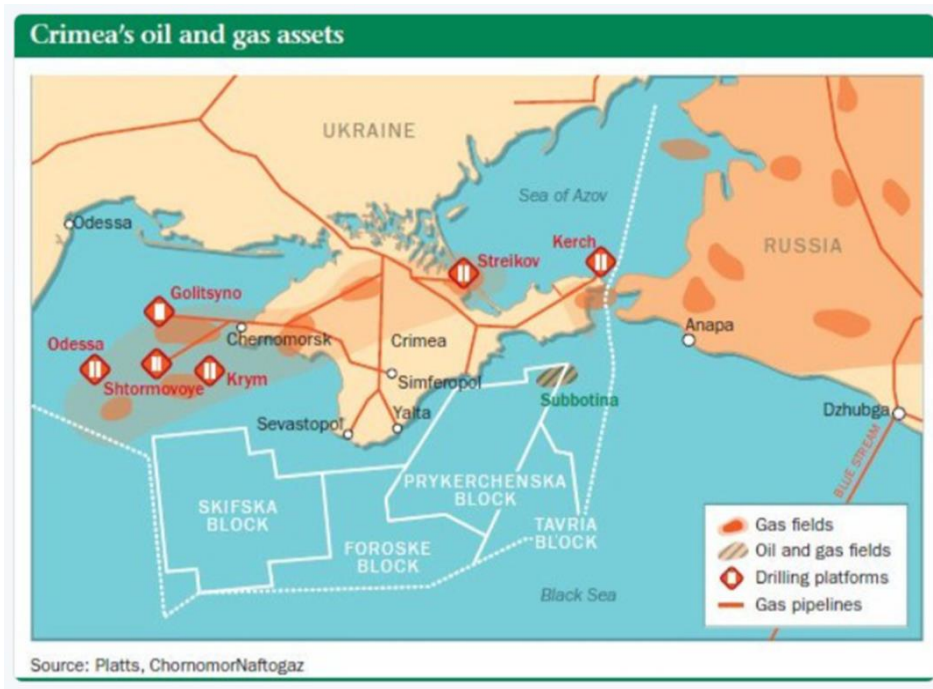 Crimea's oil and gas assets
UKRAINE
Sea of Azov
Odessa
Kerch
Streikov
RUSSIA
Golitsyno
Anapa
Chernomorsk
Crimea
Odessa
Shtormovoye
Krym
Simferopol
Subbotina
Dzhubga
Sevastopol
Yalta
BLUE STREAM
PRYKERCHENSKA
BLOCK
SKIFSKA
BLOCK
TAVRIA
BLOCK
FOROSKE
BLOCK
Black Sea
Gas fields
Oil and gas fields
Drilling platforms
Gas pipelines
Source: Platts, ChornomorNaftogaz